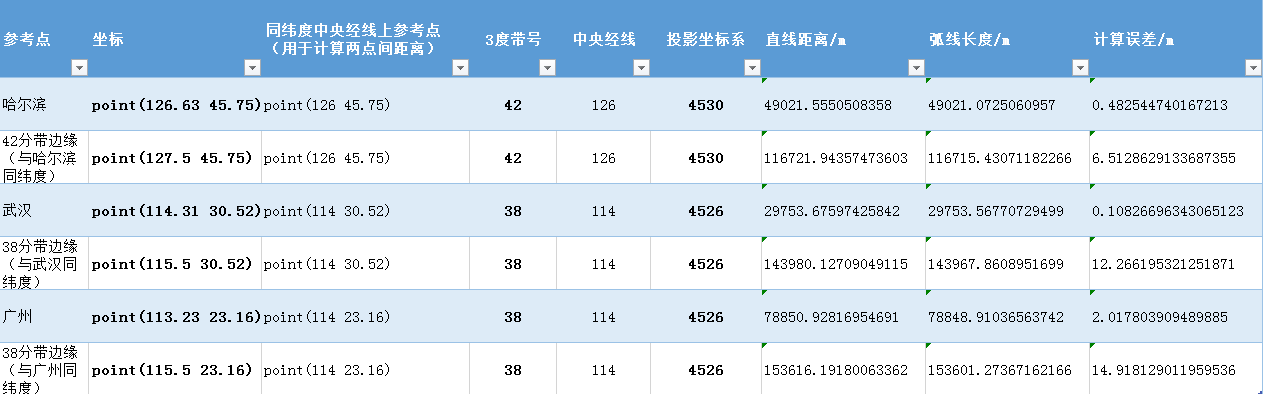 参考点 坐标 同纬度中央经线上参考点 3度带号 中央经线 投影坐标系 直线距离/m 弧线长度/m 计算误差/m
（用于计算两点间距离）
哈尔滨 point(126.63 45.75) point(126 45.75) 42 126 4530 49021.5550508358 49021.0725060957 0.482544740167213
42分带边缘
（与哈尔滨 point(127.5 45.75) point(126 45.75) 42 126 4530 116721.94357473603 116715.43071182266 6.5128629133687355
同纬度）
武汉 point(114.31 30.52) point(114 30.52) 38 114 4526 29753.67597425842 29753.56770729499 0.10826696343065123
38分带边缘
（与武汉同 point(115.5 30.52) point(114 30.52) 38 114 4526 143980.12709049115 143967.8608951699 12.266195321251871
纬度）
广州 point(113.23 23.16) point(114 23.16) 38 114 4526 78850.92816954691 78848.91036563742 2.017803909489885
38分带边缘
（与广州同 point(115.5 23.16) point(114 23.16) 38 114 4526 153616.19180063362 153601.27367162166 14.918129011959536
纬度）